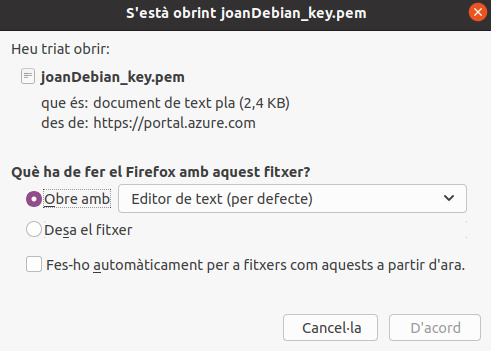 S'està obrint joanDebian_key.pem
Heu triat obrir:
joanDebian_key.pem
que és: document de text pla (2,4 KB)
des de: https://portal.azure.com
Què ha de fer el Firefox amb aquest fitxer?
Obre amb Editor de text (per defecte)
Desa el fitxer
Fes-ho automàticament per a fitxers com aquests a partir d'ara.
Cancel·la D'acord